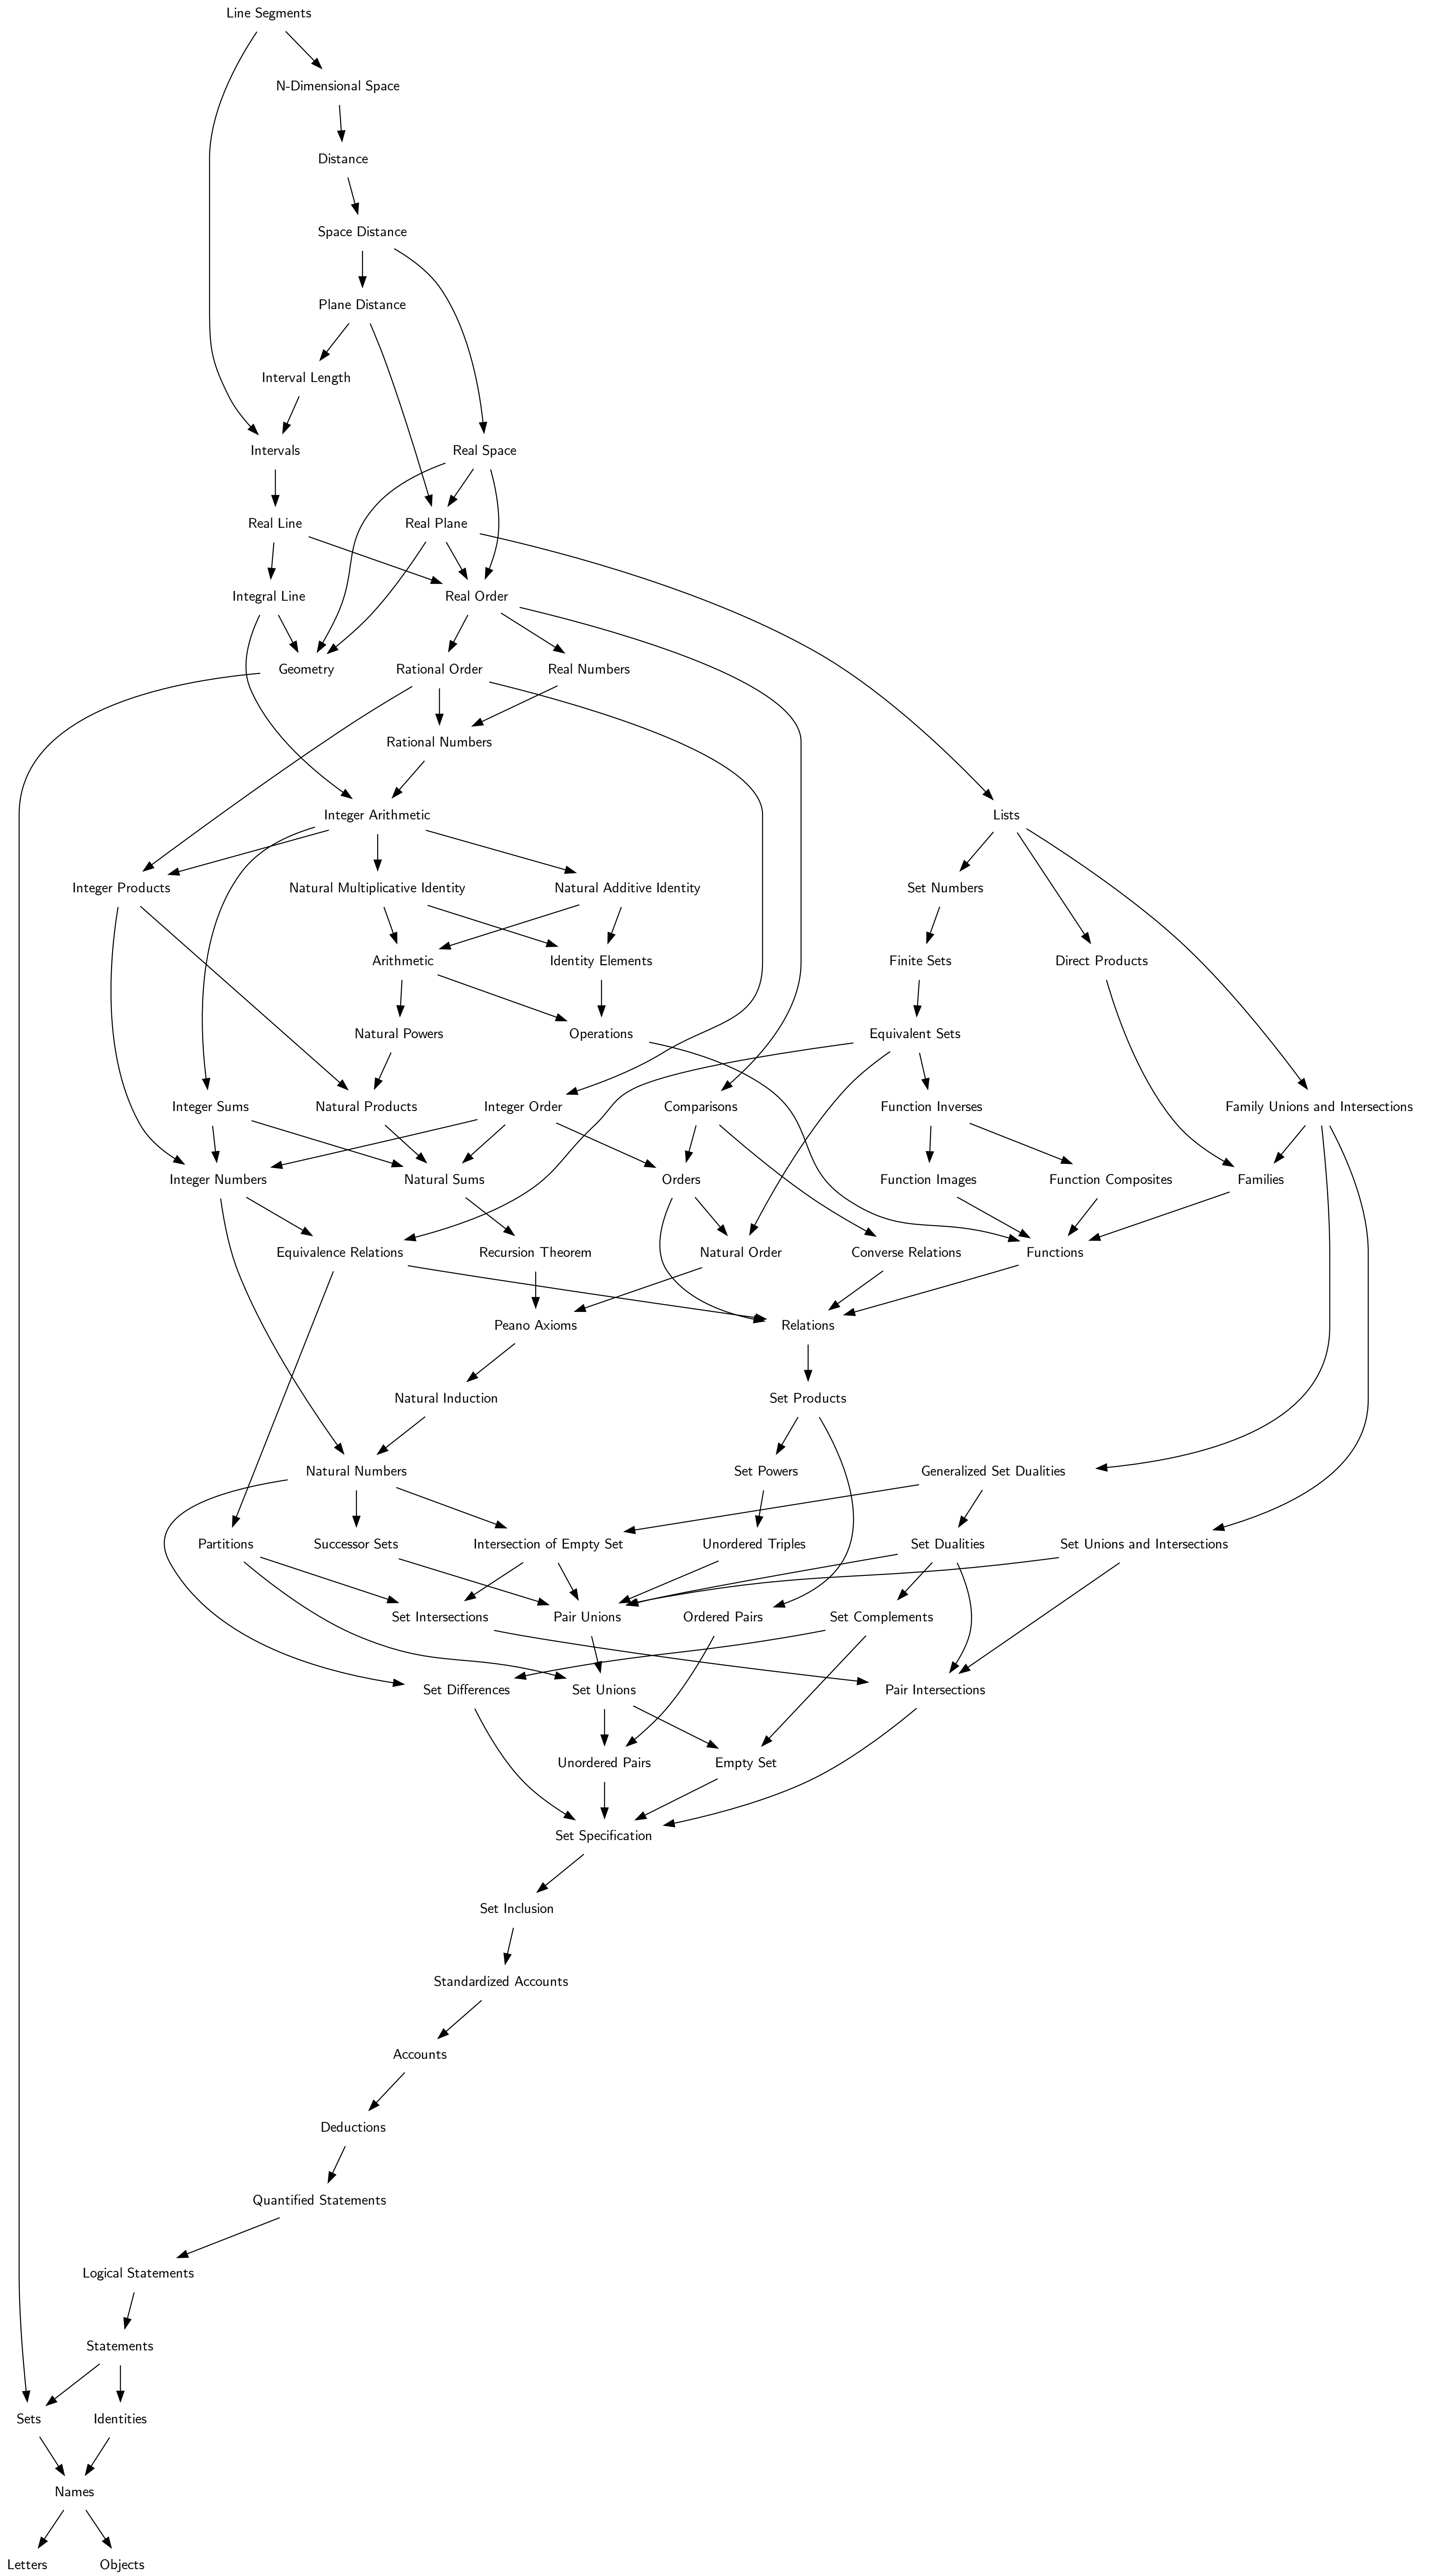 Line Segments
N-Dimensional Space
Distance
Space Distance
Plane Distance
Interval Length
Intervals
Real Space
Real Line
Real Plane
Integral Line
Real Order
Geometry
Rational Order
Real Numbers
Rational Numbers
Integer Arithmetic
Lists
Integer Products
Natural Multiplicative Identity
Natural Additive Identity
Set Numbers
Arithmetic
Identity Elements
Finite Sets
Direct Products
Natural Powers
Operations
Equivalent Sets
Integer Sums
Natural Products
Integer Order
Comparisons
Function Inverses
Family Unions and Intersections
Integer Numbers
Natural Sums
Orders
Function Images
Function Composites
Families
Equivalence Relations
Recursion Theorem
Natural Order
Converse Relations
Functions
Peano Axioms
Relations
Natural Induction
Set Products
Natural Numbers
Set Powers
Generalized Set Dualities
Partitions
Successor Sets
Intersection of Empty Set
Unordered Triples
Set Dualities
Set Unions and Intersections
Set Intersections
Pair Unions
Ordered Pairs
Set Complements
Set Differences
Set Unions
Pair Intersections
Unordered Pairs
Empty Set
Set Specification
Set Inclusion
Standardized Accounts
Accounts
Deductions
Quantified Statements
Logical Statements
Statements
Sets
Identities
Names
Letters
Objects